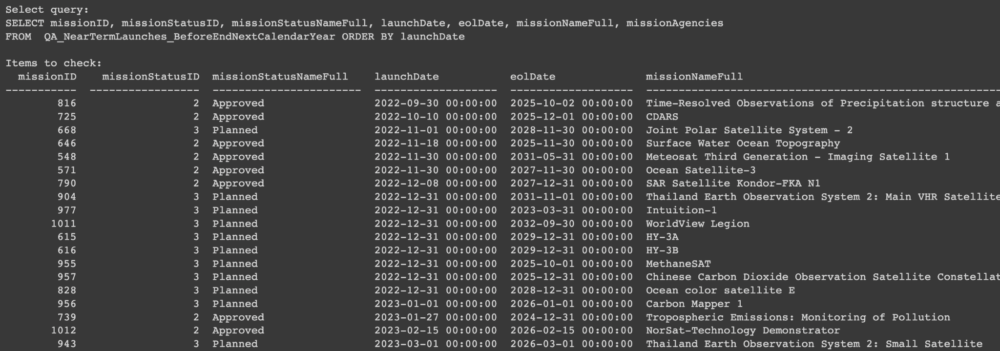 Select query:
SELECT missionID, missionStatusID, missionStatusNameFull, launchDate, eolDate, missionNameFull, missionAgencies
FROM  QA_NearTermLaunches_BeforeEndNextCalendarYear ORDER BY launchDate
Items to check:
missionID missionStatusID missionStatusNameFull launchDate eolDate missionNameFull
----------- ----------------- ----------------------- ------------------- ------------------- -------------------------------------------------------
816 2 Approved 2022-09-30 00:00:00 2025-10-02 00:00:00 Time-Resolved Observations of Precipitation structure a
725 2 Approved 2022-10-10 00:00:00 2025-12-01 00:00:00 CDARS
668 3 Planned 2022-11-01 00:00:00 2028-11-30 00:00:00 Joint Polar Satellite System - 2
646 2 Approved 2022-11-18 00:00:00 2025-11-30 00:00:00 Surface Water Ocean Topography
548 2 Approved 2022-11-30 00:00:00 2031-05-31 00:00:00 Meteosat Third Generation - Imaging Satellite 1
571 2 Approved 2022-11-30 00:00:00 2027-11-30 00:00:00 Ocean Satellite-3
790 2 Approved 2022-12-08 00:00:00 2027-12-31 00:00:00 SAR Satellite Kondor-FKA N1
904 3 Planned 2022-12-31 00:00:00 2031-11-01 00:00:00 Thailand Earth Observation System 2: Main VHR Satellite
977 3 Planned 2022-12-31 00:00:00 2023-03-31 00:00:00 Intuition-1
1011 3 Planned 2022-12-31 00:00:00 2032-09-30 00:00:00 WorldView Legion
615 3 Planned 2022-12-31 00:00:00 2029-12-31 00:00:00 HY-3A
616 3 Planned 2022-12-31 00:00:00 2029-12-31 00:00:00 HY-3B
955 3 Planned 2022-12-31 00:00:00 2025-10-01 00:00:00 MethaneSAT
957 3 Planned 2022-12-31 00:00:00 2025-12-31 00:00:00 Chinese Carbon Dioxide Observation Satellite Constellat
828 3 Planned 2022-12-31 00:00:00 2028-12-31 00:00:00 Ocean color satellite E
956 3 Planned 2023-01-01 00:00:00 2026-01-01 00:00:00 Carbon Mapper 1
739 2 Approved 2023-01-27 00:00:00 2024-12-31 00:00:00 Tropospheric Emissions: Monitoring of Pollution
1012 2 Approved 2023-02-15 00:00:00 2026-02-15 00:00:00 NorSat-Technology Demonstrator
943 3 Planned 2023-03-01 00:00:00 2026-03-01 00:00:00 Thailand Earth Observation System 2: Small Satellite